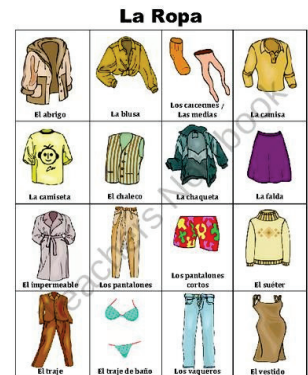 La Ropa
El abrigo
La blusa
Los calcetines /
Las medias
La camisa
La camiseta
El chaleco
La chaqueta
La falda
El impermeable
Los pantalones
Los pantalones
cortos
El suéter
El traje
El traje de baño
Los vaqueros
El vestido
Teachers Notebook